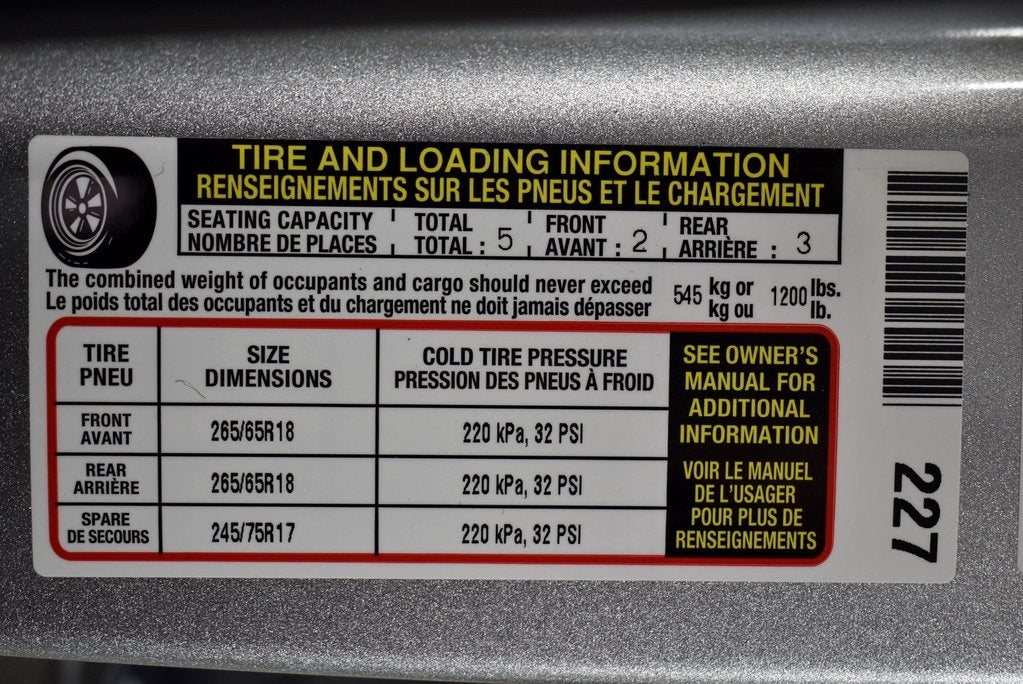 TIRE AND LOADING INFORMATION
RENSEIGNEMENTS SUR LES PNEUS ET LE CHARGEMENT
SEATING CAPACITY TOTAL FRONT REAR
NOMBRE DE PLACES TOTAL : 5 AVANT : 2 ARRIÈRE : 3
The combined weight of occupants and cargo should never exceed 545 kg or 1200 lbs.
Le poids total des occupants et du chargement ne doit jamais dépasser kg ou lb.
TIRE SIZE COLD TIRE PRESSURE
PNEU DIMENSIONS PRESSION DES PNEUS À FROID
FRONT
AVANT 265/65R18 220 kPa, 32 PSI
REAR
ARRIÈRE 265/65R18 220 kPa, 32 PSI
SPARE
DE SECOURS 245/75R17 220 kPa, 32 PSI
SEE OWNER'S
MANUAL FOR
ADDITIONAL
INFORMATION
VOIR LE MANUEL
DE L'USAGER
POUR PLUS DE
RENSEIGNEMENTS
227